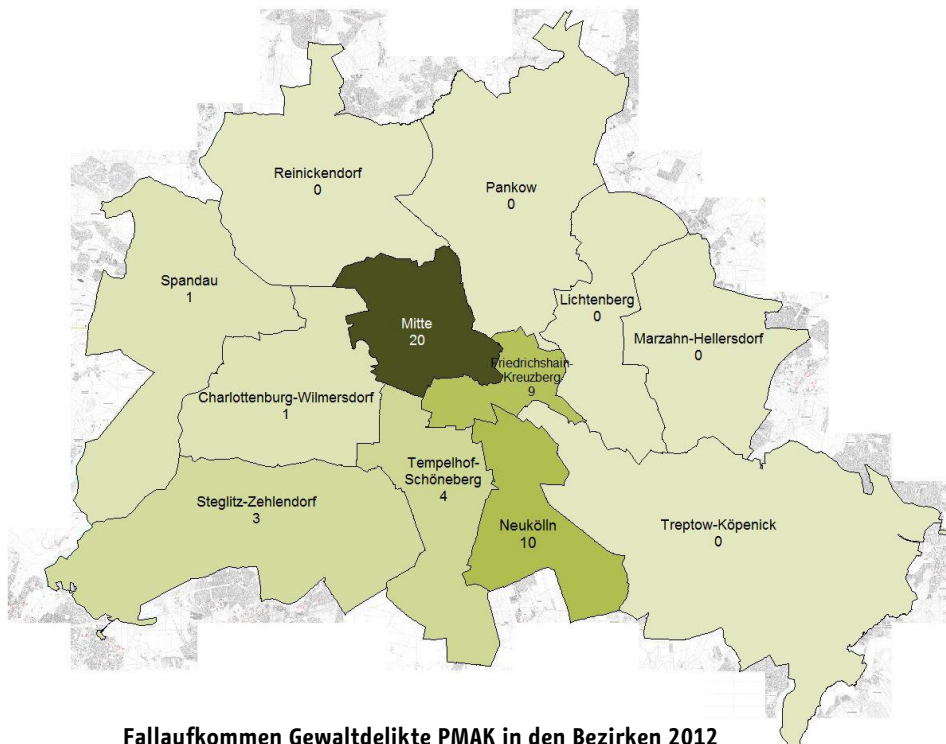 Reinickendorf
0
Pankow
0
Spandau
1
Lichtenberg
0
Mitte
20
Marzahn-Hellersdorf
0
Friedrichshain-
Kreuzberg
9
Charlottenburg-Wilmersdorf
1
Tempelhof-
Schöneberg
4
Steglitz-Zehlendorf
3
Neukölln
10
Treptow-Köpenick
0
Fallaufkommen Gewaltdelikte PMAK in den Bezirken 2012